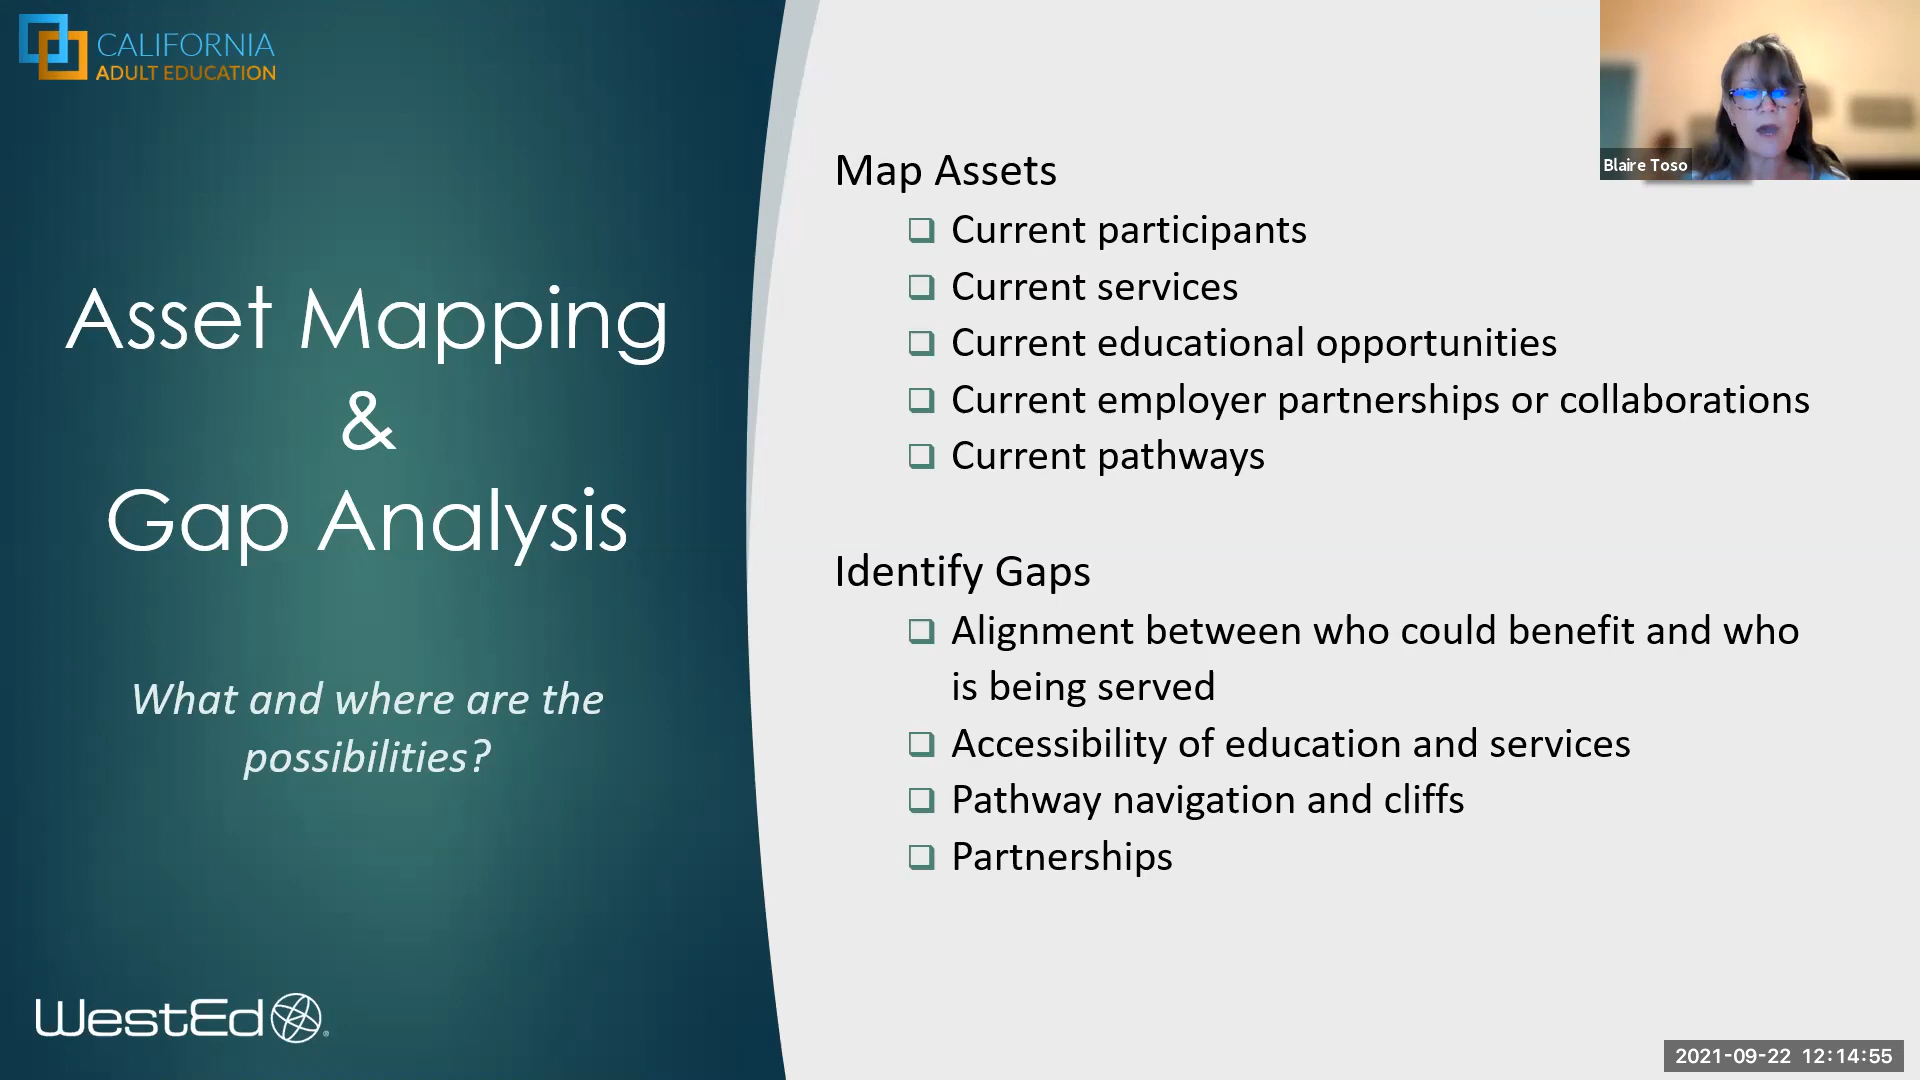 CALIFORNIA
ADULT EDUCATION
Asset Mapping
&
Gap Analysis
What and where are the
possibilities?
WestEd
Map Assets
Current participants
Current services
Current educational opportunities
Current employer partnerships or collaborations
Current pathways
Identify Gaps
Alignment between who could benefit and who
is being served
Accessibility of education and services
Pathway navigation and cliffs
Partnerships
Blaire Toso
2021-09-22 12:14:55